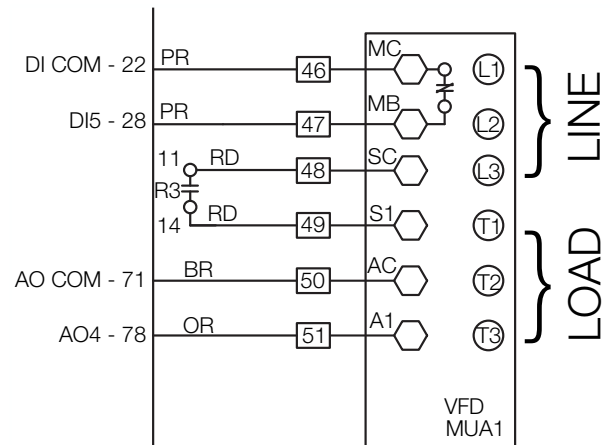 DI COM - 22 PR 46 MC L1
DI5 - 28 PR 47 MB L2
11 RD 48 SC L3
R3
14 RD 49 S1 T1
AO COM - 71 BR 50 AC T2
AO4 - 78 OR 51 A1 T3
LINE
LOAD
VFD
MUA1